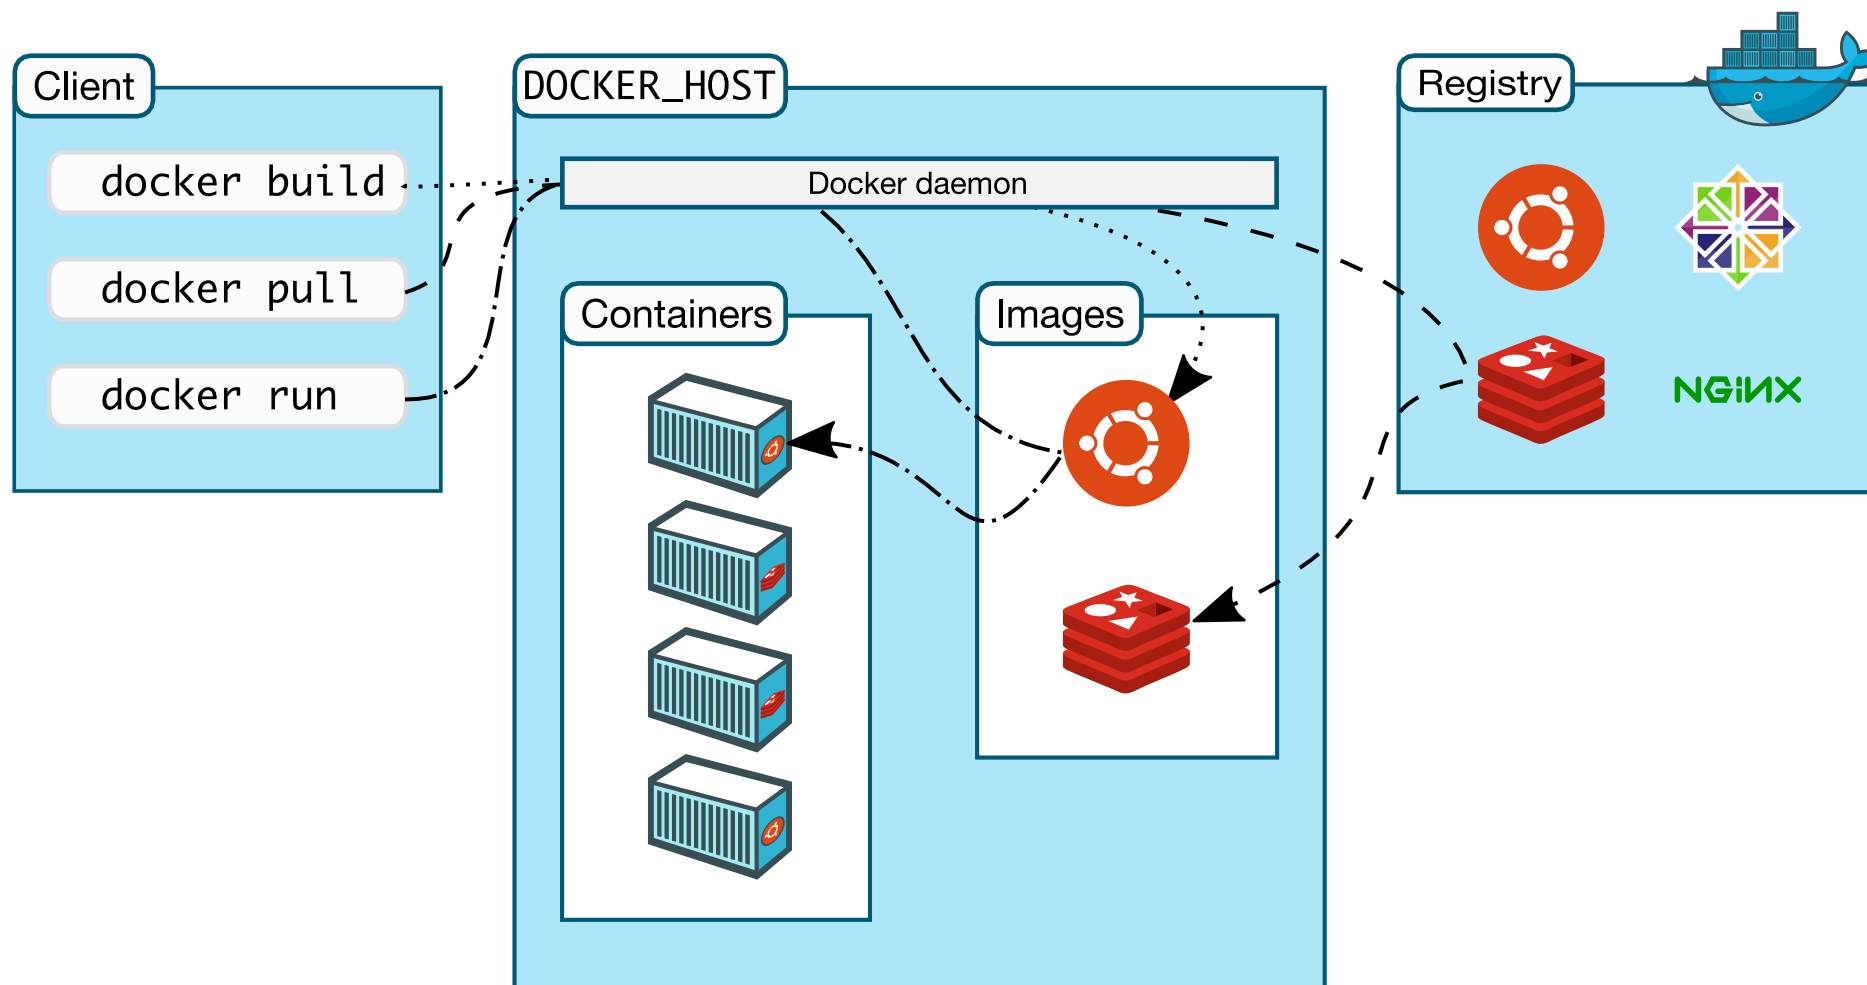 Client
docker build
docker pull
docker run
DOCKER_HOST
Docker daemon
Containers
Images
Registry
NGiNX